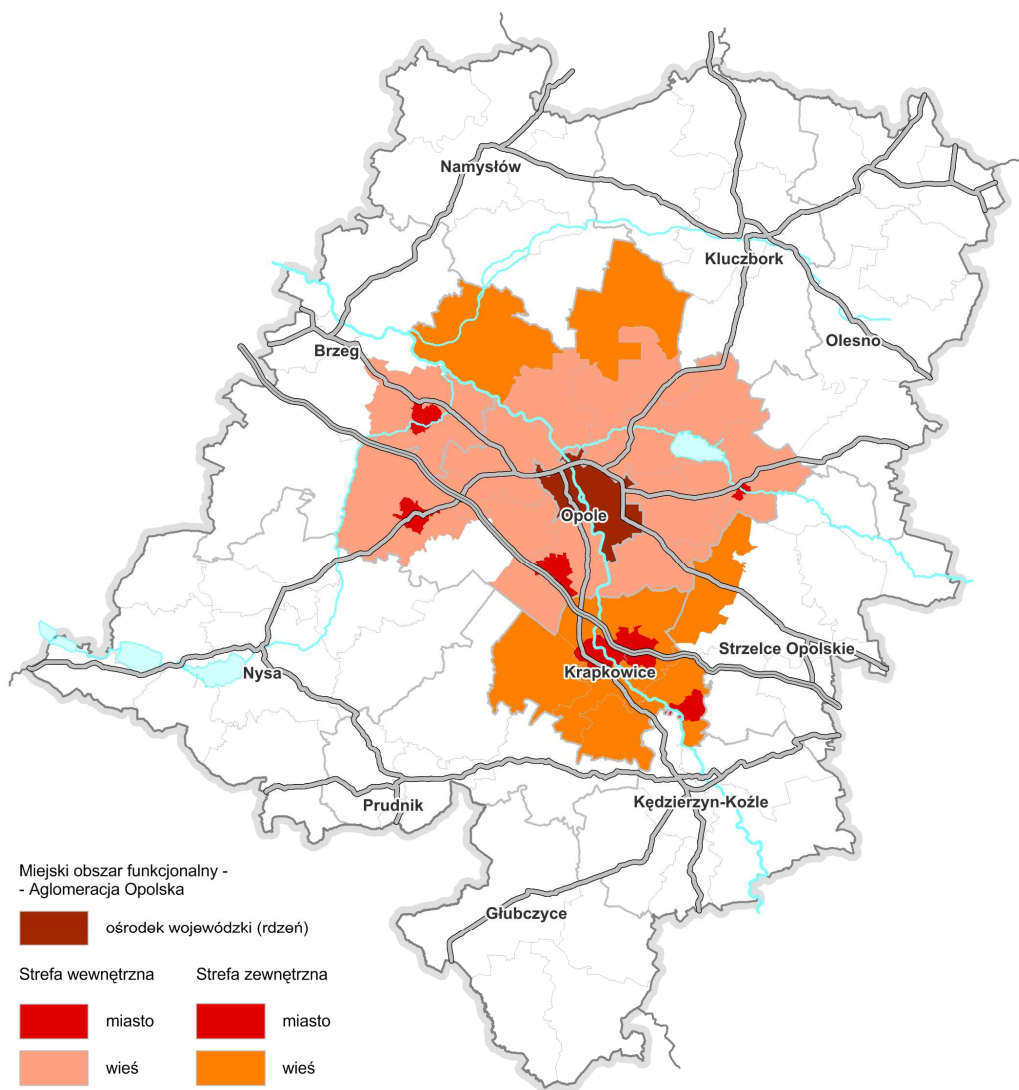 Namysłów
Kluczbork
Olesno
Brzeg
Opole
Strzelce Opolskie
Krapkowice
Nysa
Prudnik
Kędzierzyn-Koźle
Głubczyce
Miejski obszar funkcjonalny -
- Aglomeracja Opolska
ośrodek wojewódzki (rdzeń)
Strefa wewnętrzna Strefa zewnętrzna
miasto miasto
wieś wieś